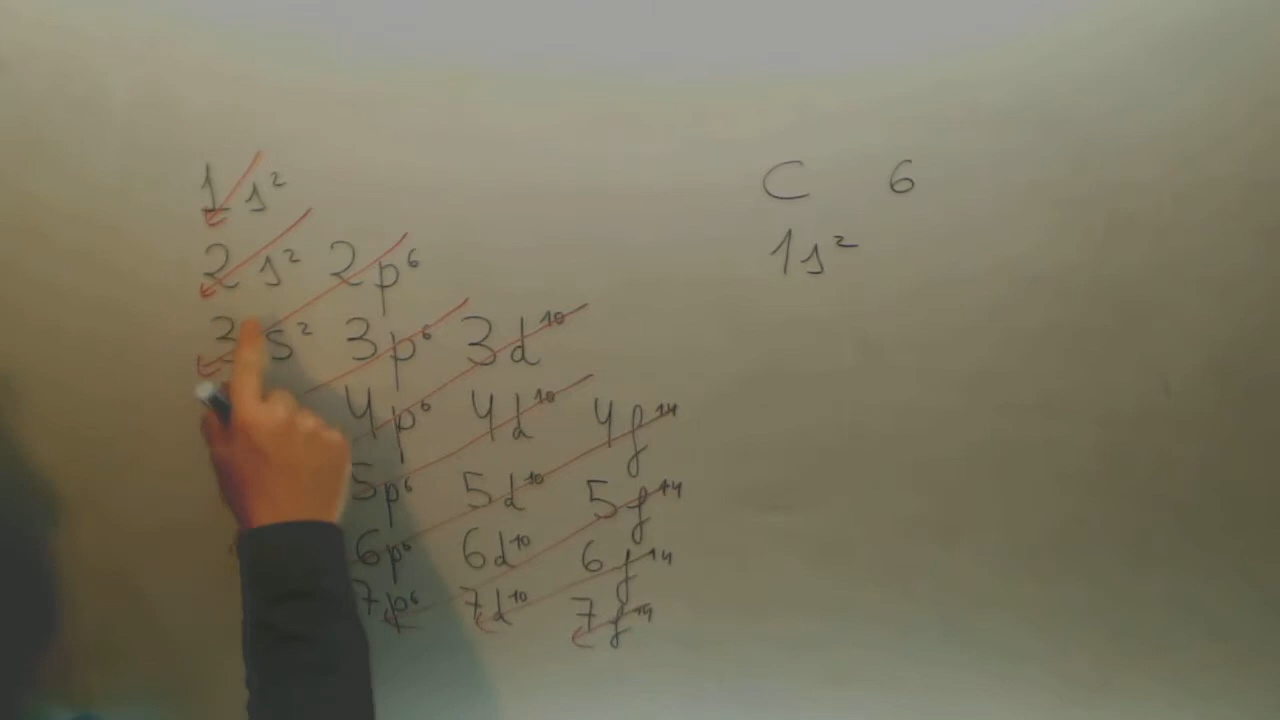 1s²
2s² 2p⁶
3s² 3p⁶ 3d¹⁰
4p⁶ 4d¹⁰ 4f¹⁴
5p⁶ 5d¹⁰ 5f¹⁴
6p⁶ 6d¹⁰ 6f¹⁴
7p⁶ 7d¹⁰ 7f¹⁴
C 6
1s²